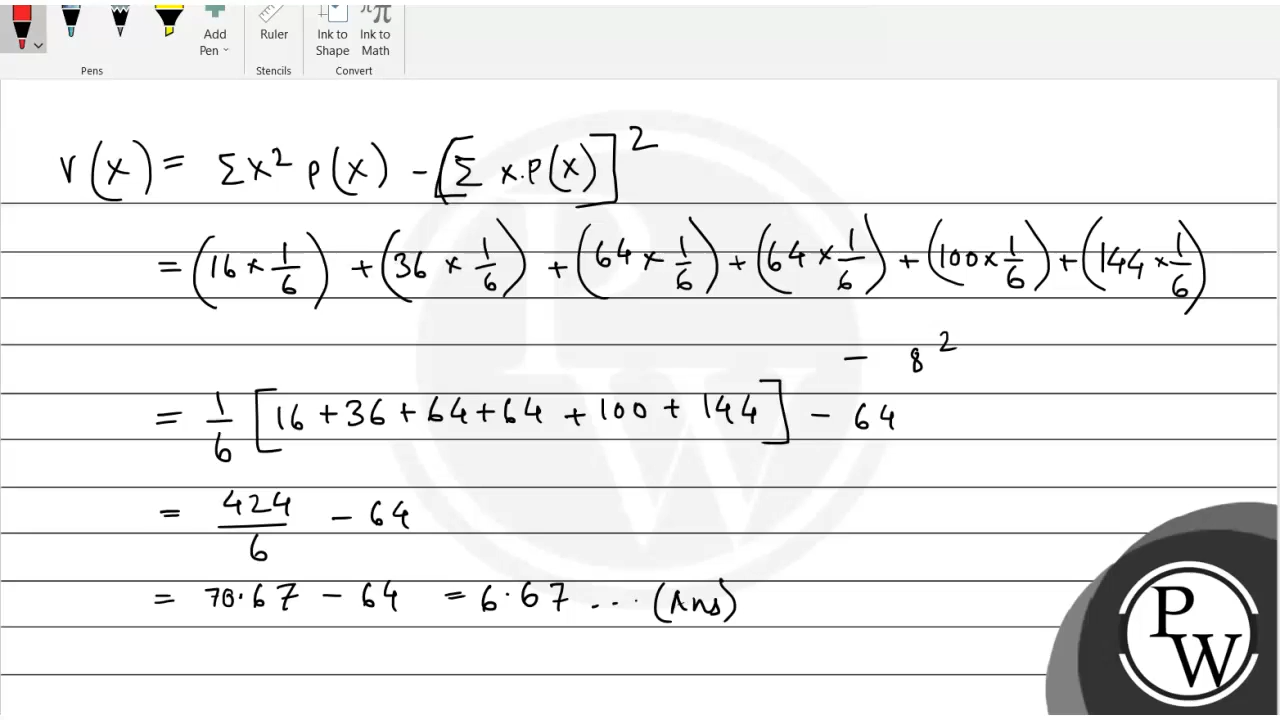 Add
Pen
Ruler
Ink to
Shape
Ink to
Math
Pens
Stencils
Convert
V(x) = Σx² p(x) - [Σ x.p(x)]²
= (16 × 1/6) + (36 × 1/6) + (64 × 1/6) + (64 × 1/6) + (100 × 1/6) + (144 × 1/6)
- 8²
= 1/6 [16 + 36 + 64 + 64 + 100 + 144] - 64
= 424/6 - 64
= 70.67 - 64 = 6.67 ... (Ans)
PW